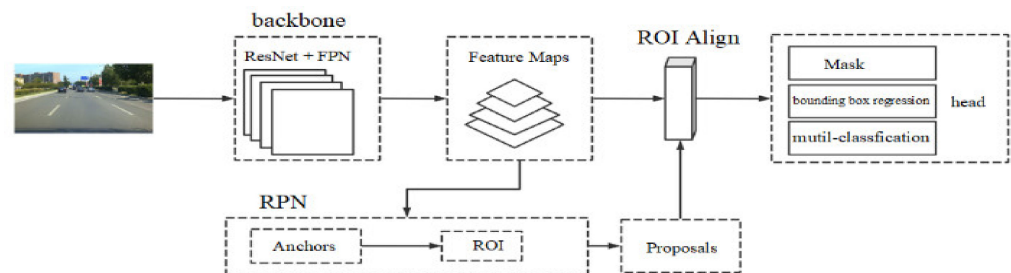 backbone
ResNet + FPN
Feature Maps
ROI Align
Mask
bounding box regression
mutil-classfication
head
RPN
Anchors
ROI
Proposals